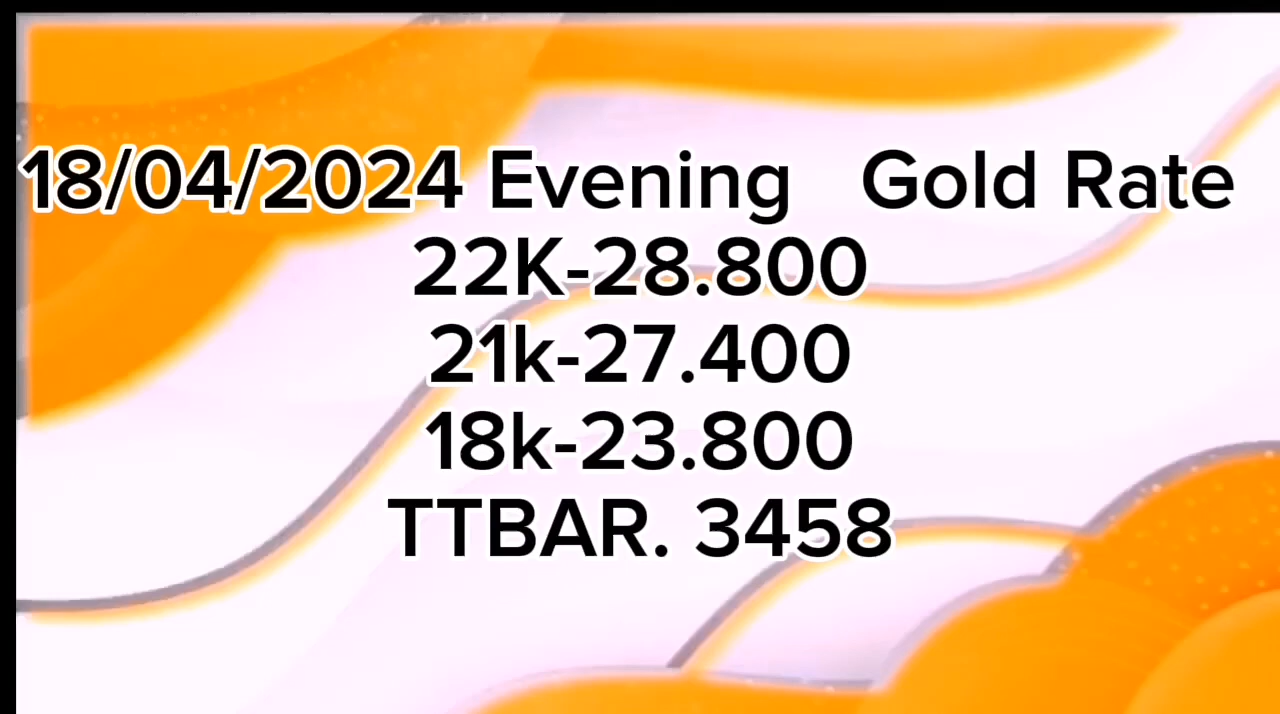 18/04/2024 Evening   Gold Rate
22K-28.800
21k-27.400
18k-23.800
TTBAR. 3458